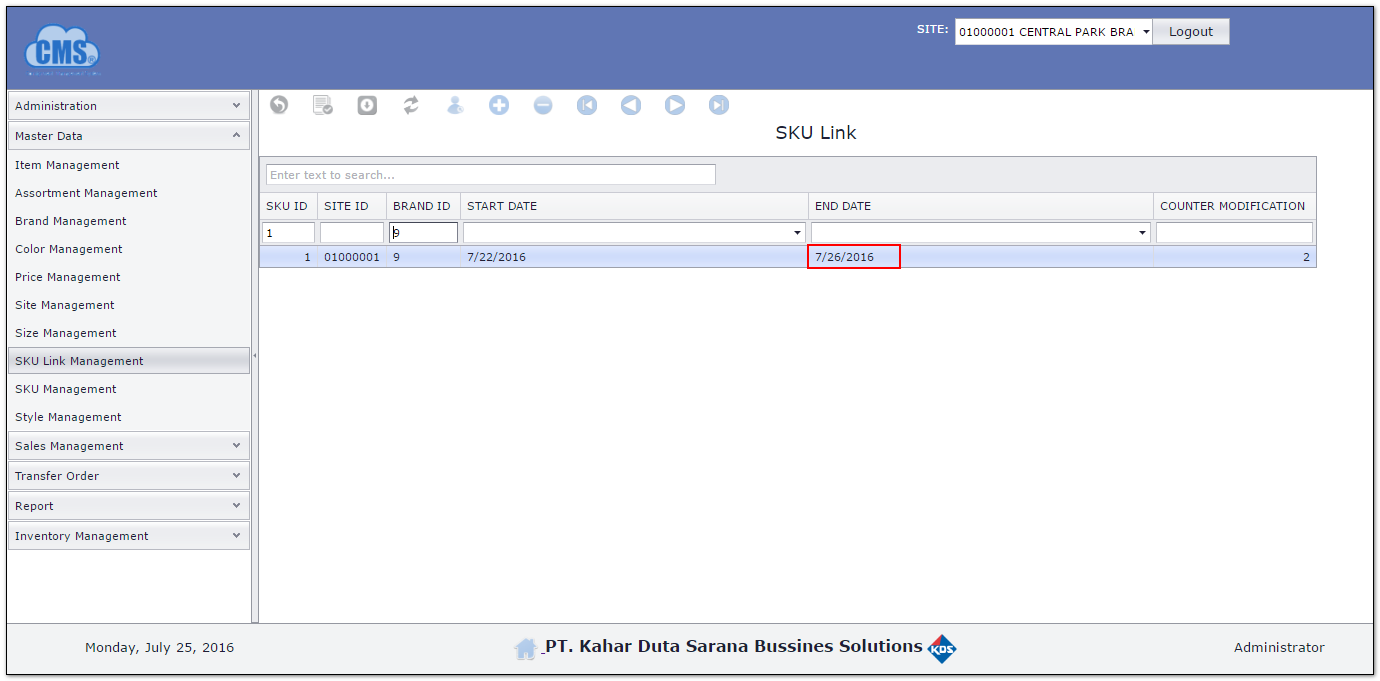 SITE: 01000001 CENTRAL PARK BRA Logout
CMS
Administration
Master Data
Item Management
Assortment Management
Brand Management
Color Management
Price Management
Site Management
Size Management
SKU Link Management
SKU Management
Style Management
Sales Management
Transfer Order
Report
Inventory Management
SKU Link
Enter text to search...
SKU ID SITE ID BRAND ID START DATE END DATE COUNTER MODIFICATION
1 9
1 01000001 9 7/22/2016 7/26/2016 2
Monday, July 25, 2016
PT. Kahar Duta Sarana Bussines Solutions KDS
Administrator